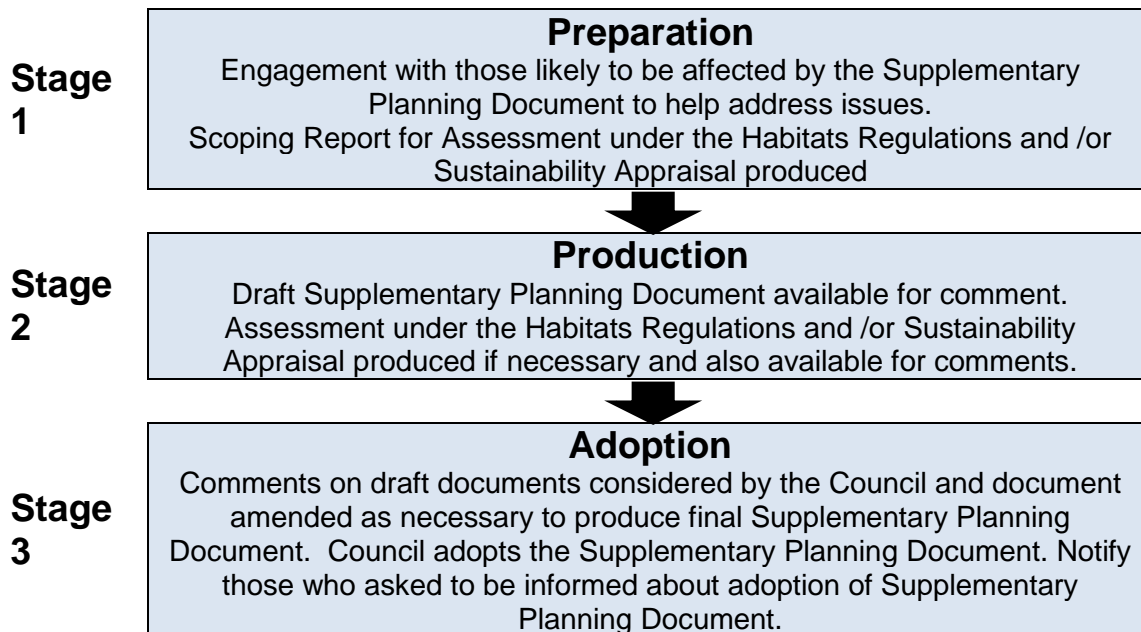 Stage
1
Preparation
Engagement with those likely to be affected by the Supplementary
Planning Document to help address issues.
Scoping Report for Assessment under the Habitats Regulations and /or
Sustainability Appraisal produced
Stage
2
Production
Draft Supplementary Planning Document available for comment.
Assessment under the Habitats Regulations and /or Sustainability
Appraisal produced if necessary and also available for comments.
Stage
3
Adoption
Comments on draft documents considered by the Council and document
amended as necessary to produce final Supplementary Planning
Document.  Council adopts the Supplementary Planning Document. Notify
those who asked to be informed about adoption of Supplementary
Planning Document.